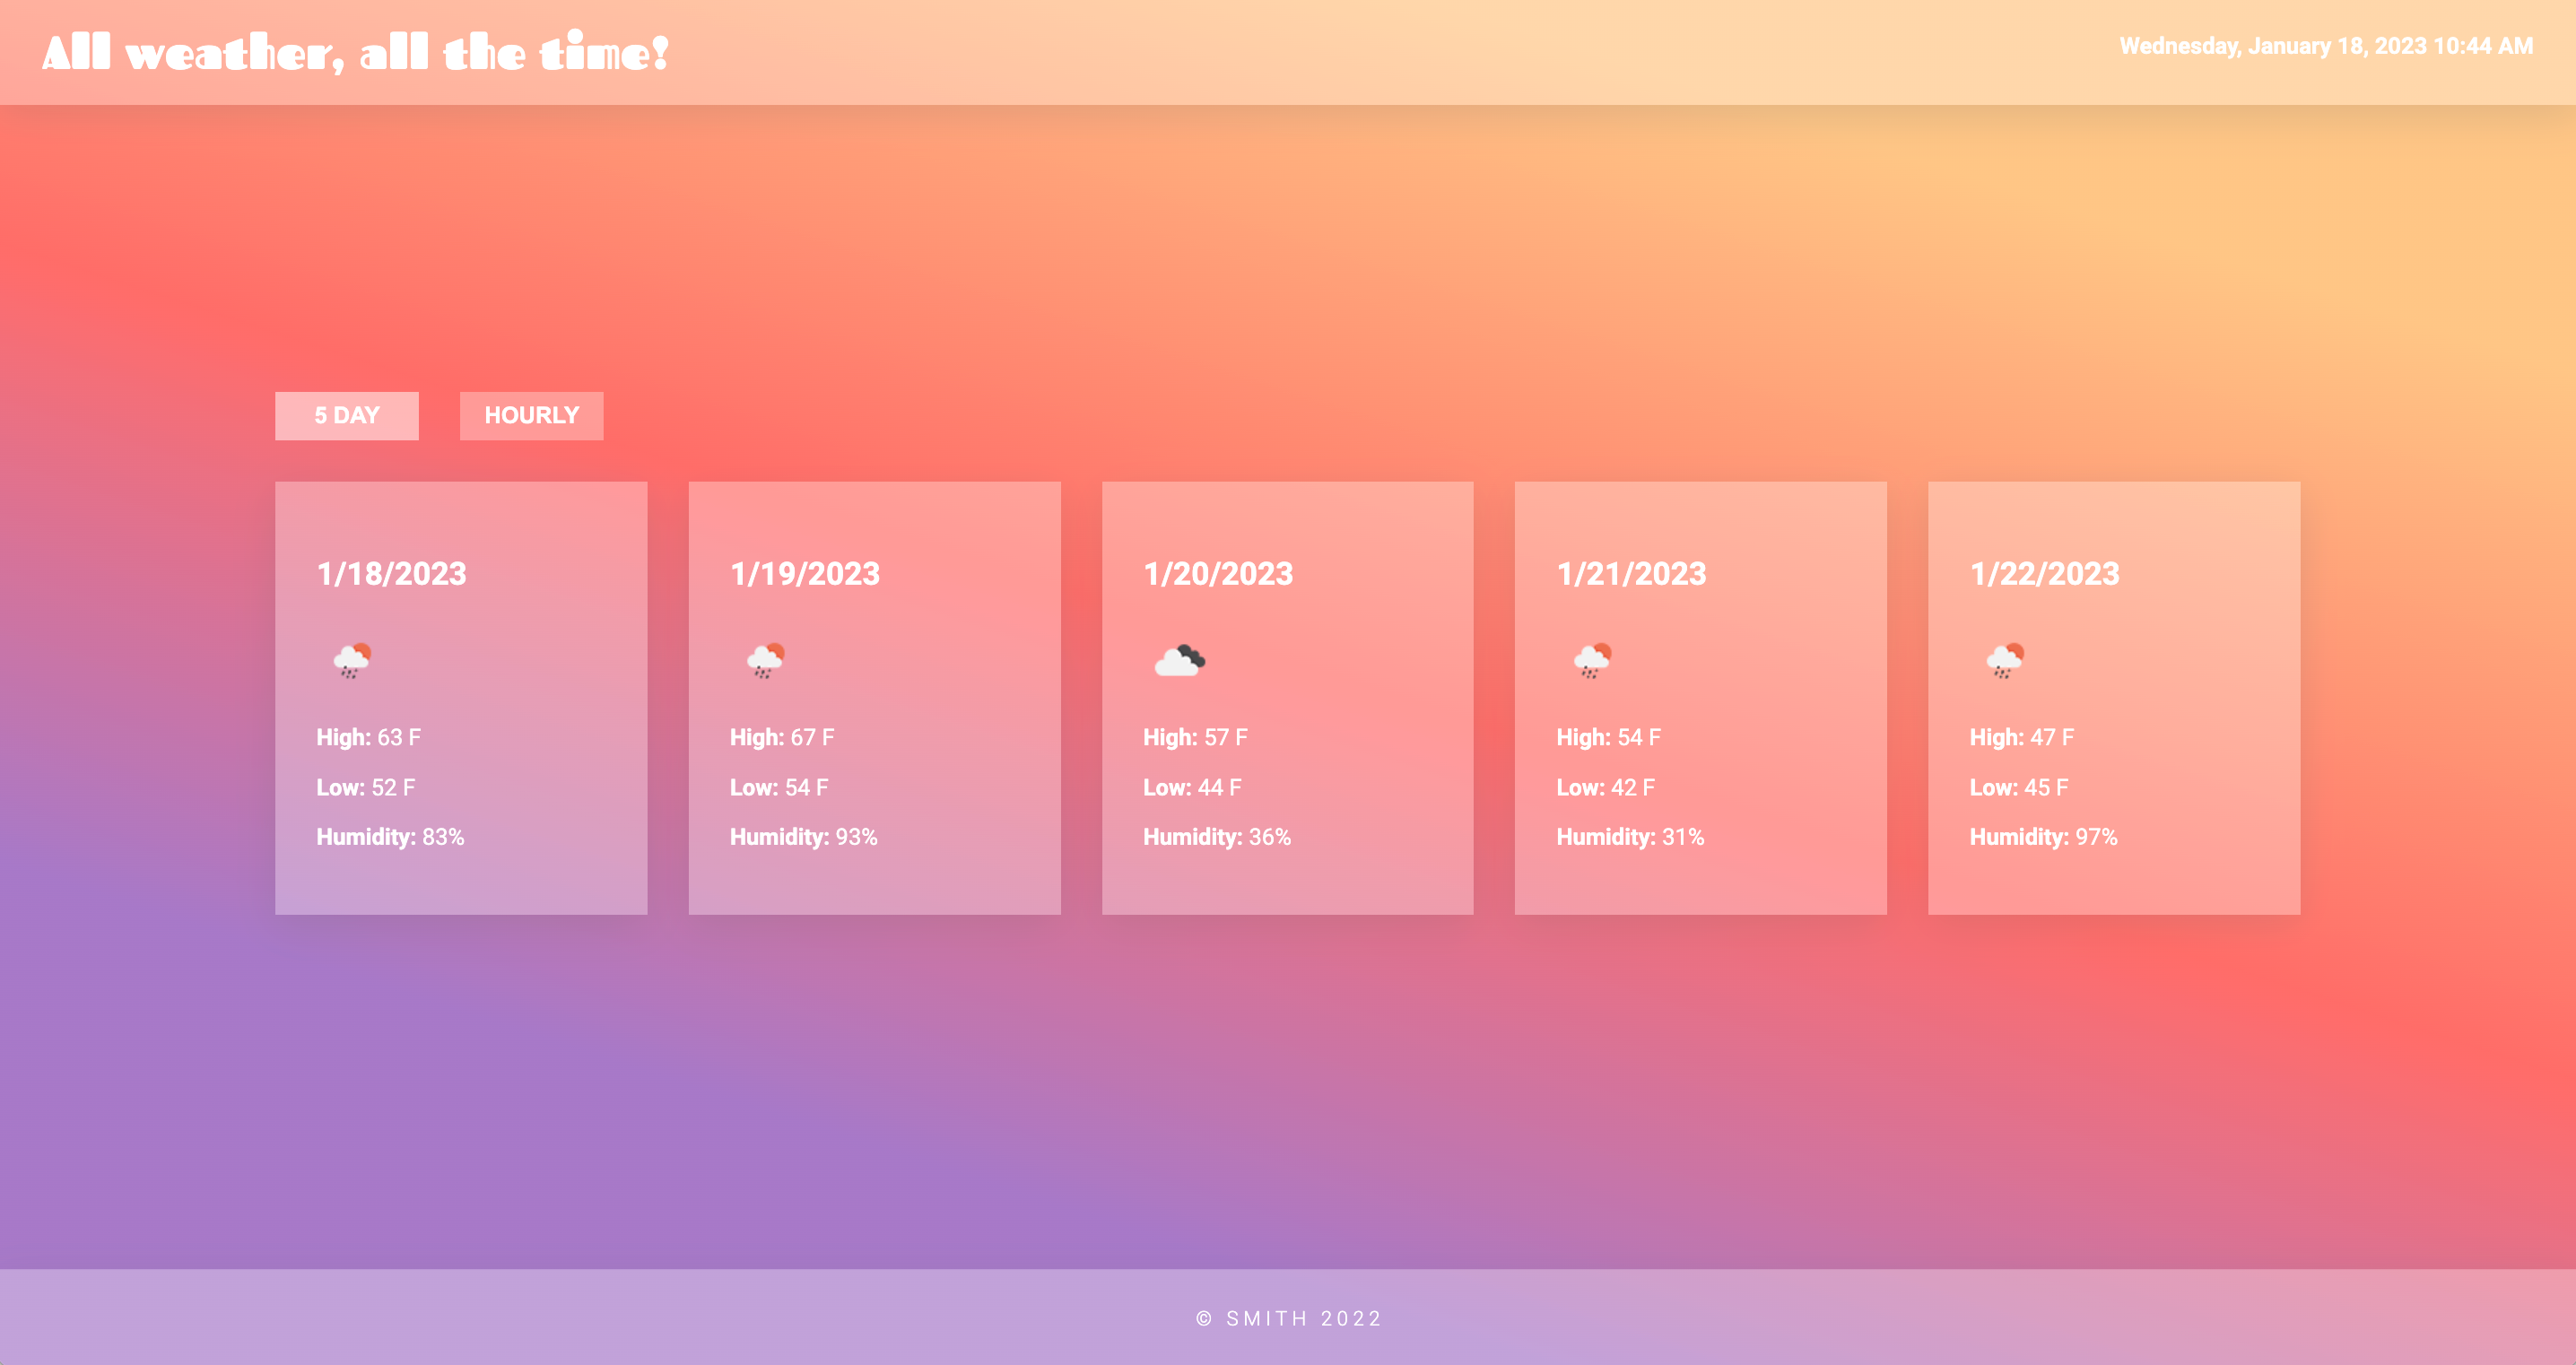 All weather, all the time!
Wednesday, January 18, 2023 10:44 AM
5 DAY
HOURLY
1/18/2023
High: 63 F
Low: 52 F
Humidity: 83%
1/19/2023
High: 67 F
Low: 54 F
Humidity: 93%
1/20/2023
High: 57 F
Low: 44 F
Humidity: 36%
1/21/2023
High: 54 F
Low: 42 F
Humidity: 31%
1/22/2023
High: 47 F
Low: 45 F
Humidity: 97%
© SMITH 2022